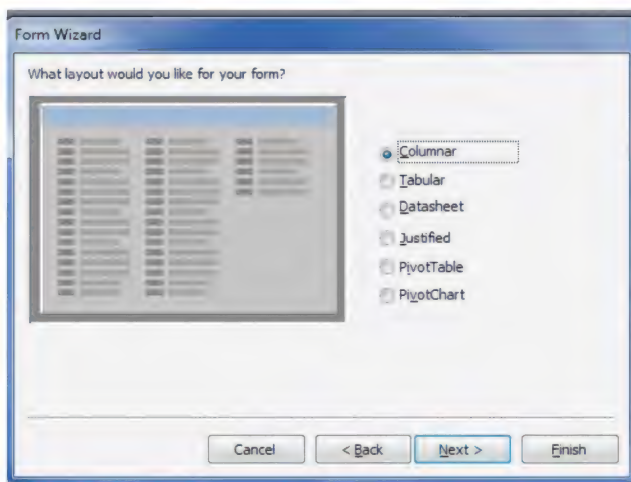 Form Wizard
What layout would you like for your form?
Columnar
Tabular
Datasheet
Justified
PivotTable
PivotChart
Cancel
< Back
Next >
Finish